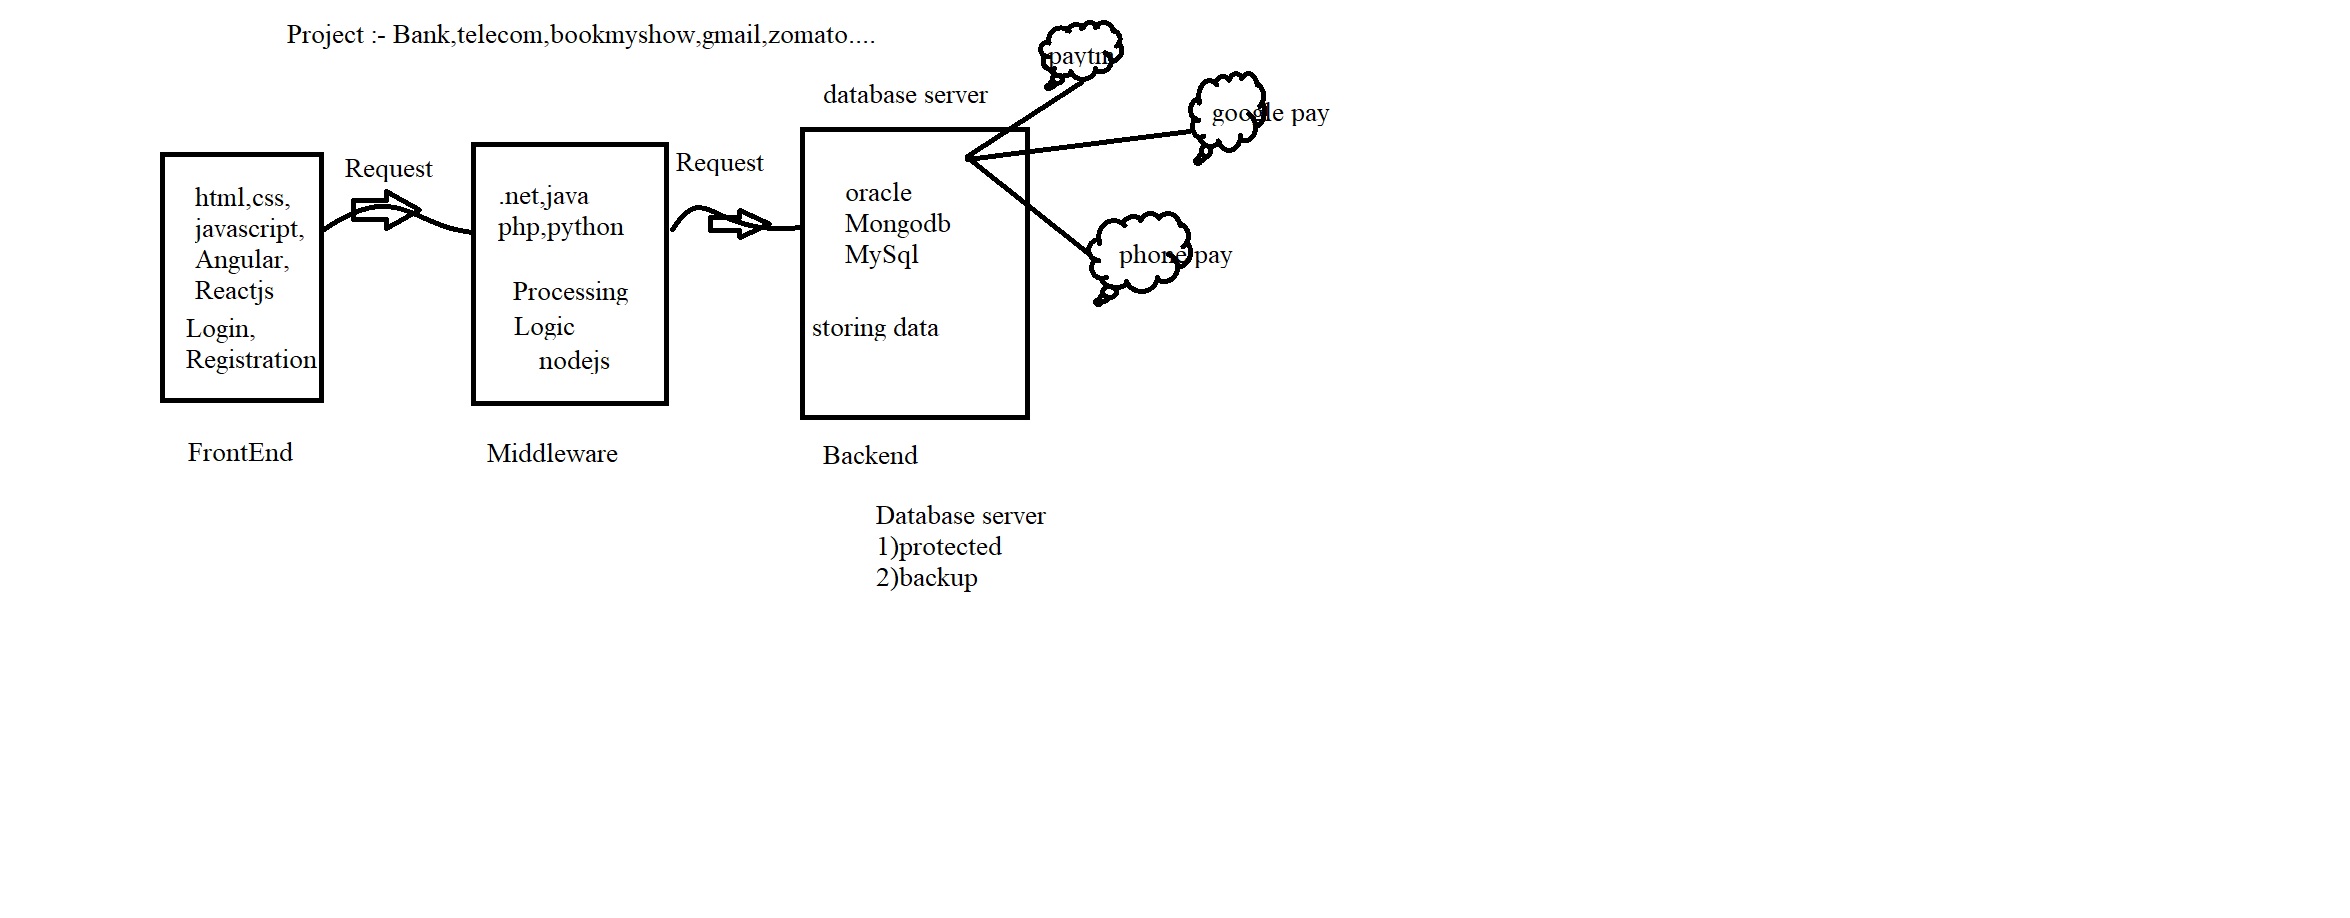 Project :- Bank,telecom,bookmyshow,gmail,zomato....
paytm
database server
google pay
Request
Request
html,css,
javascript,
Angular,
Reactjs
Login,
Registration
.net,java
php,python
Processing
Logic
nodejs
oracle
Mongodb
MySql
storing data
phone pay
FrontEnd
Middleware
Backend
Database server
1)protected
2)backup